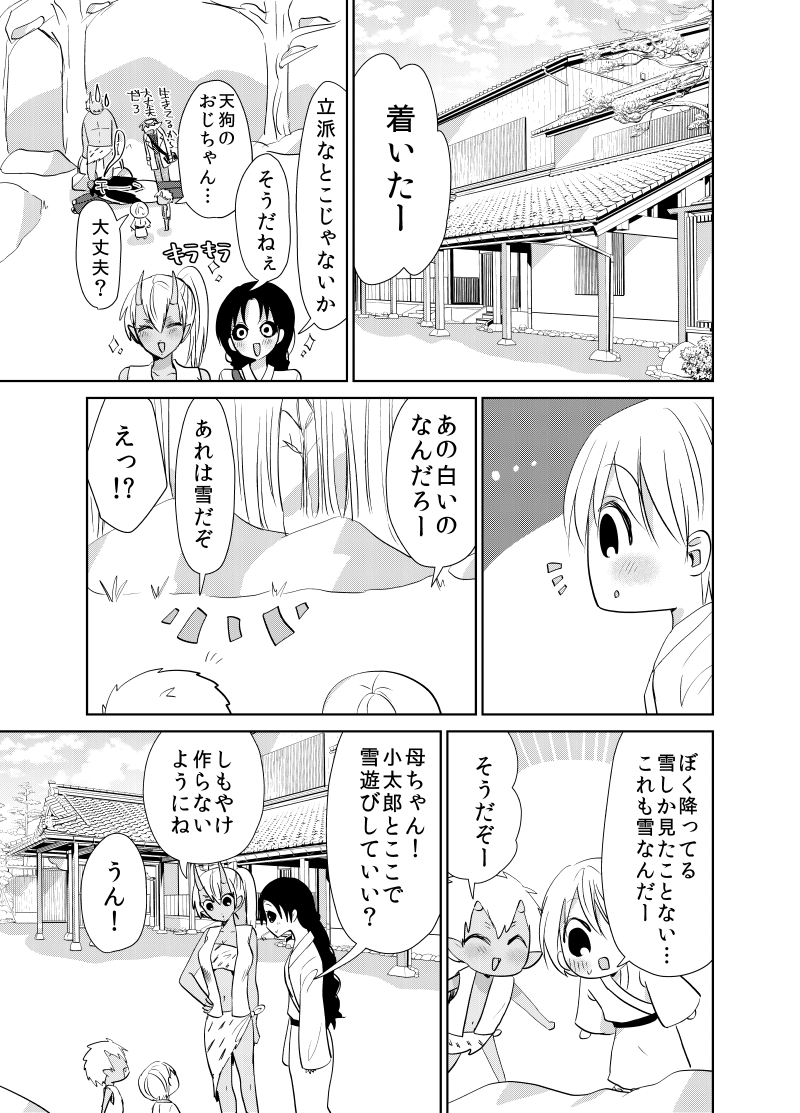 着いたー
立派なとこじゃないか
そうだねぇ
キラキラ
天狗の
おじちゃん…
生きてるから
大丈夫
だろ
大丈夫？
あの白いの
なんだろー
あれは雪だぞ
えっ!?
ぼく降ってる
雪しか見たことない…
これも雪なんだー
そうだぞー
母ちゃん！
小太郎とここで
雪遊びしていい？
しもやけ
作らない
ようにね
うん！